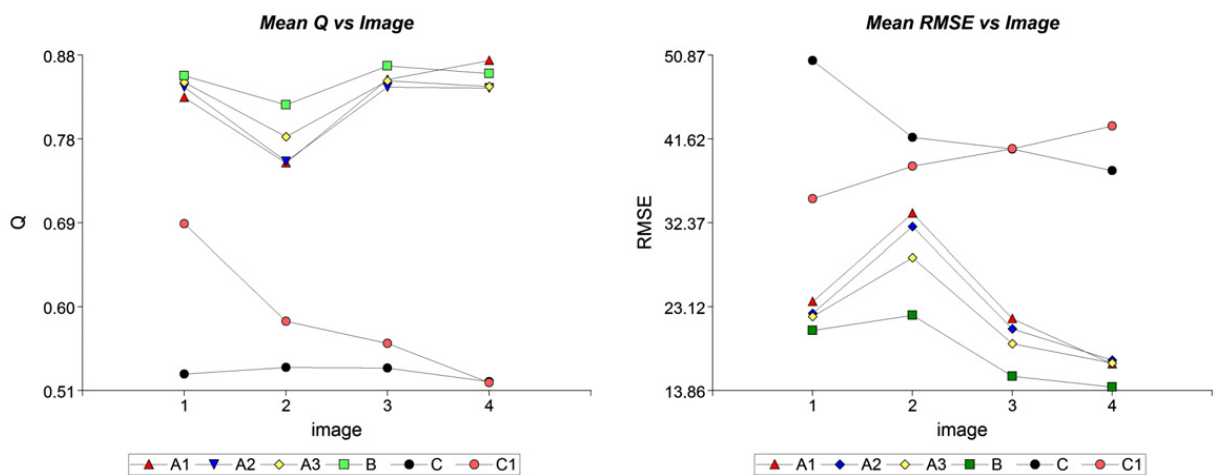 Mean Q vs Image
0.88
0.78
0.69
0.60
0.51
Q
1 2 3 4
image
A1 A2 A3 B C C1
Mean RMSE vs Image
50.87
41.62
32.37
23.12
13.86
RMSE
1 2 3 4
image
A1 A2 A3 B C C1